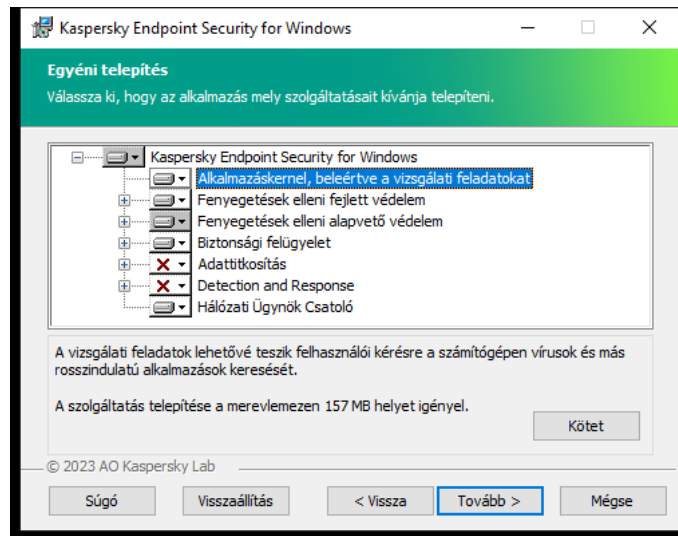 Kaspersky Endpoint Security for Windows
Egyéni telepítés
Válassza ki, hogy az alkalmazás mely szolgáltatásait kívánja telepíteni.
Kaspersky Endpoint Security for Windows
Alkalmazáskernel, beleértve a vizsgálati feladatokat
Fenyegetések elleni fejlett védelem
Fenyegetések elleni alapvető védelem
Biztonsági felügyelet
Adattitkosítás
Detection and Response
Hálózati Ügynök Csatoló
A vizsgálati feladatok lehetővé teszik felhasználói kérésre a számítógépen vírusok és más
rosszindulatú alkalmazások keresését.
A szolgáltatás telepítése a merevlemezen 157 MB helyet igényel.
Kötet
© 2023 AO Kaspersky Lab
Súgó
Visszaállítás
< Vissza
Tovább >
Mégse